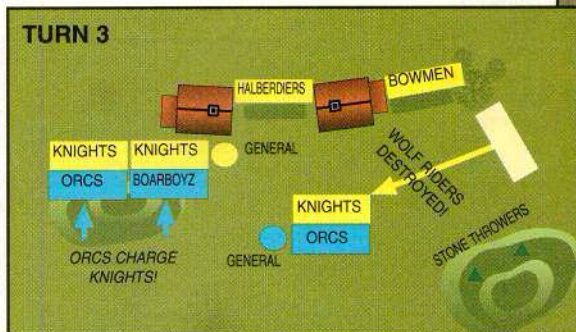 TURN 3
HALBERDIERS
BOWMEN
KNIGHTS
KNIGHTS
GENERAL
ORCS
BOARBOYZ
WOLF RIDERS
DESTROYED!
KNIGHTS
ORCS
GENERAL
ORCS CHARGE
KNIGHTS!
STONE THROWERS